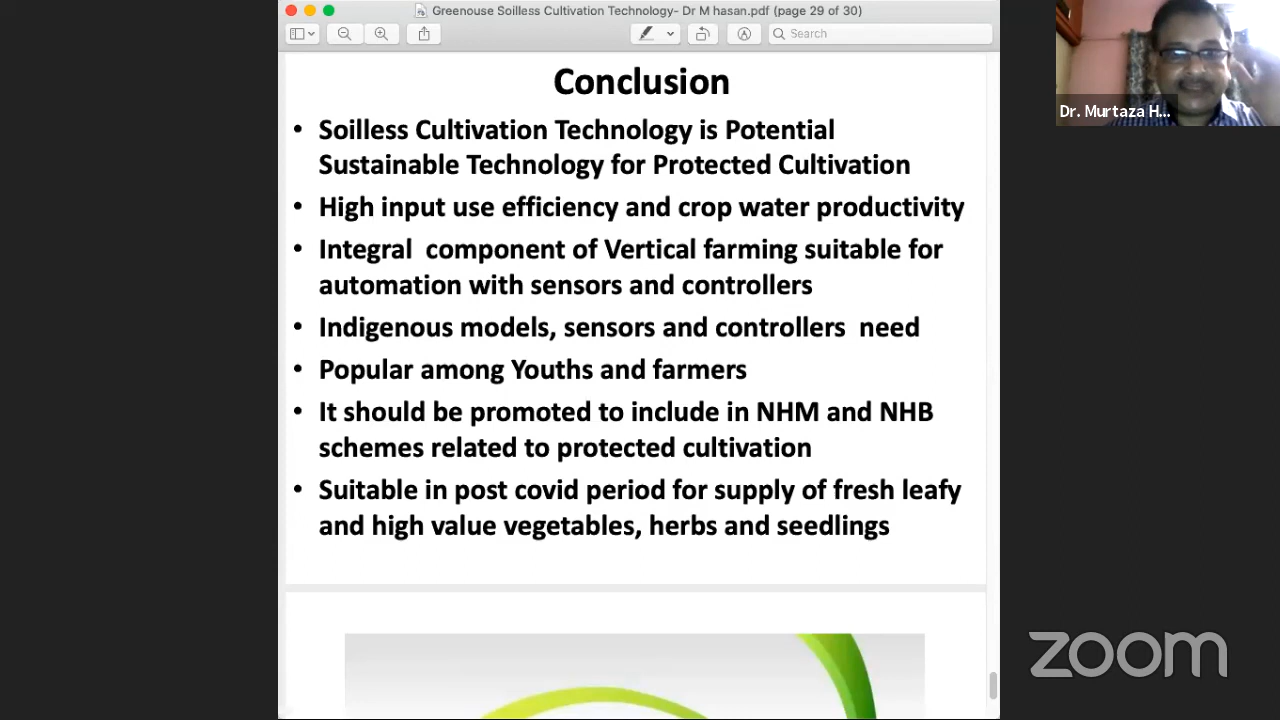 Greenouse Soilless Cultivation Technology- Dr M hasan.pdf (page 29 of 30)
Search
Conclusion
• Soilless Cultivation Technology is Potential
Sustainable Technology for Protected Cultivation
• High input use efficiency and crop water productivity
• Integral component of Vertical farming suitable for
automation with sensors and controllers
• Indigenous models, sensors and controllers need
• Popular among Youths and farmers
• It should be promoted to include in NHM and NHB
schemes related to protected cultivation
• Suitable in post covid period for supply of fresh leafy
and high value vegetables, herbs and seedlings
Dr. Murtaza H...
zoom